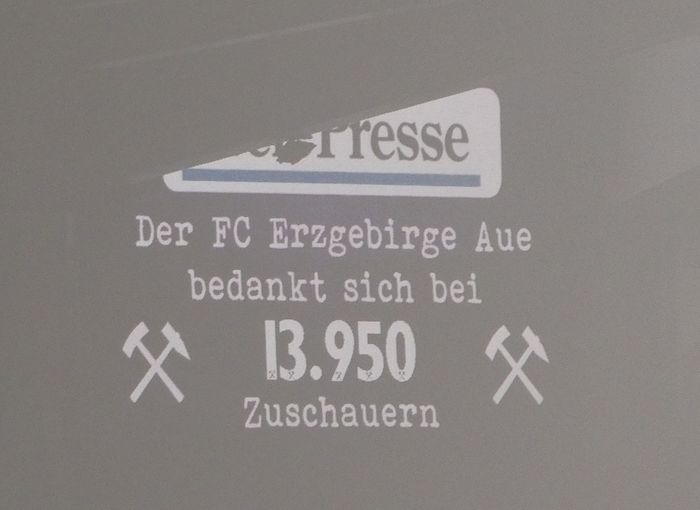 Presse
Der FC Erzgebirge Aue
bedankt sich bei
13.950
Zuschauern